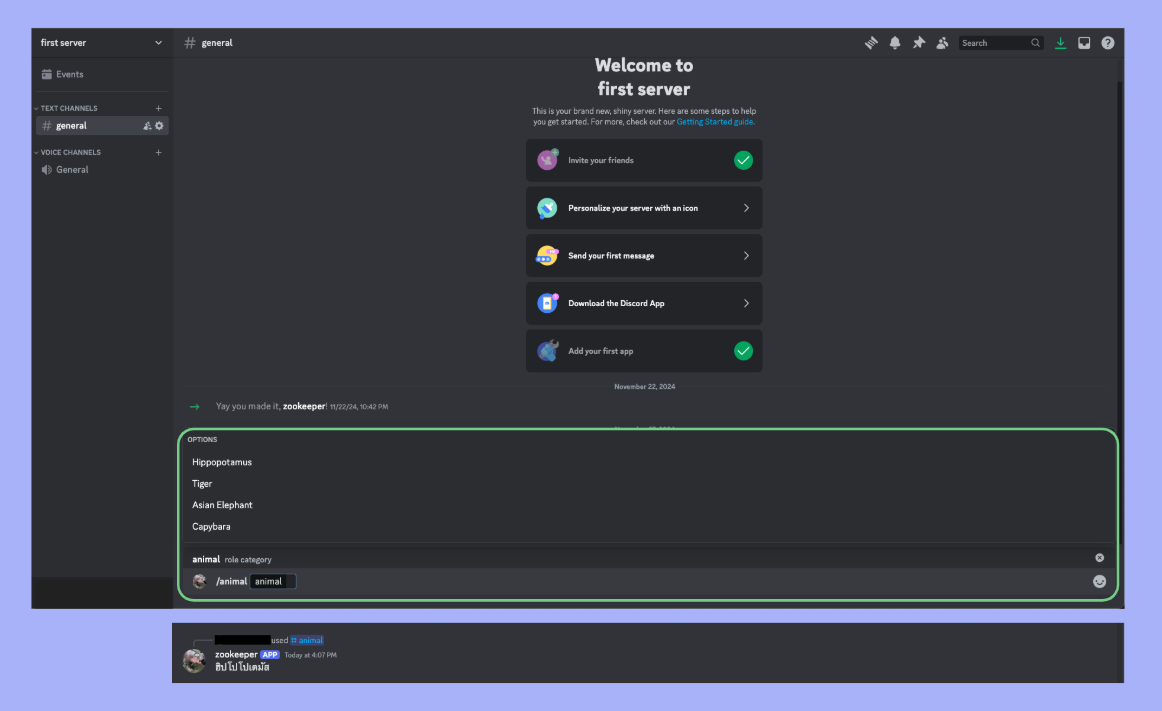 first server
# general
Search
Events
TEXT CHANNELS
# general
VOICE CHANNELS
General
Welcome to
first server
This is your brand new, shiny server. Here are some steps to help
you get started. For more, check out our Getting Started guide.
Invite your friends
Personalize your server with an icon
Send your first message
Download the Discord App
Add your first app
November 22, 2024
Yay you made it, zookeeper! 11/22/24, 10:42 PM
OPTIONS
Hippopotamus
Tiger
Asian Elephant
Capybara
animal role category
/animal animal
used animal
zookeeper APP Today at 4:07 PM
ฮิปโปโปเตมัส